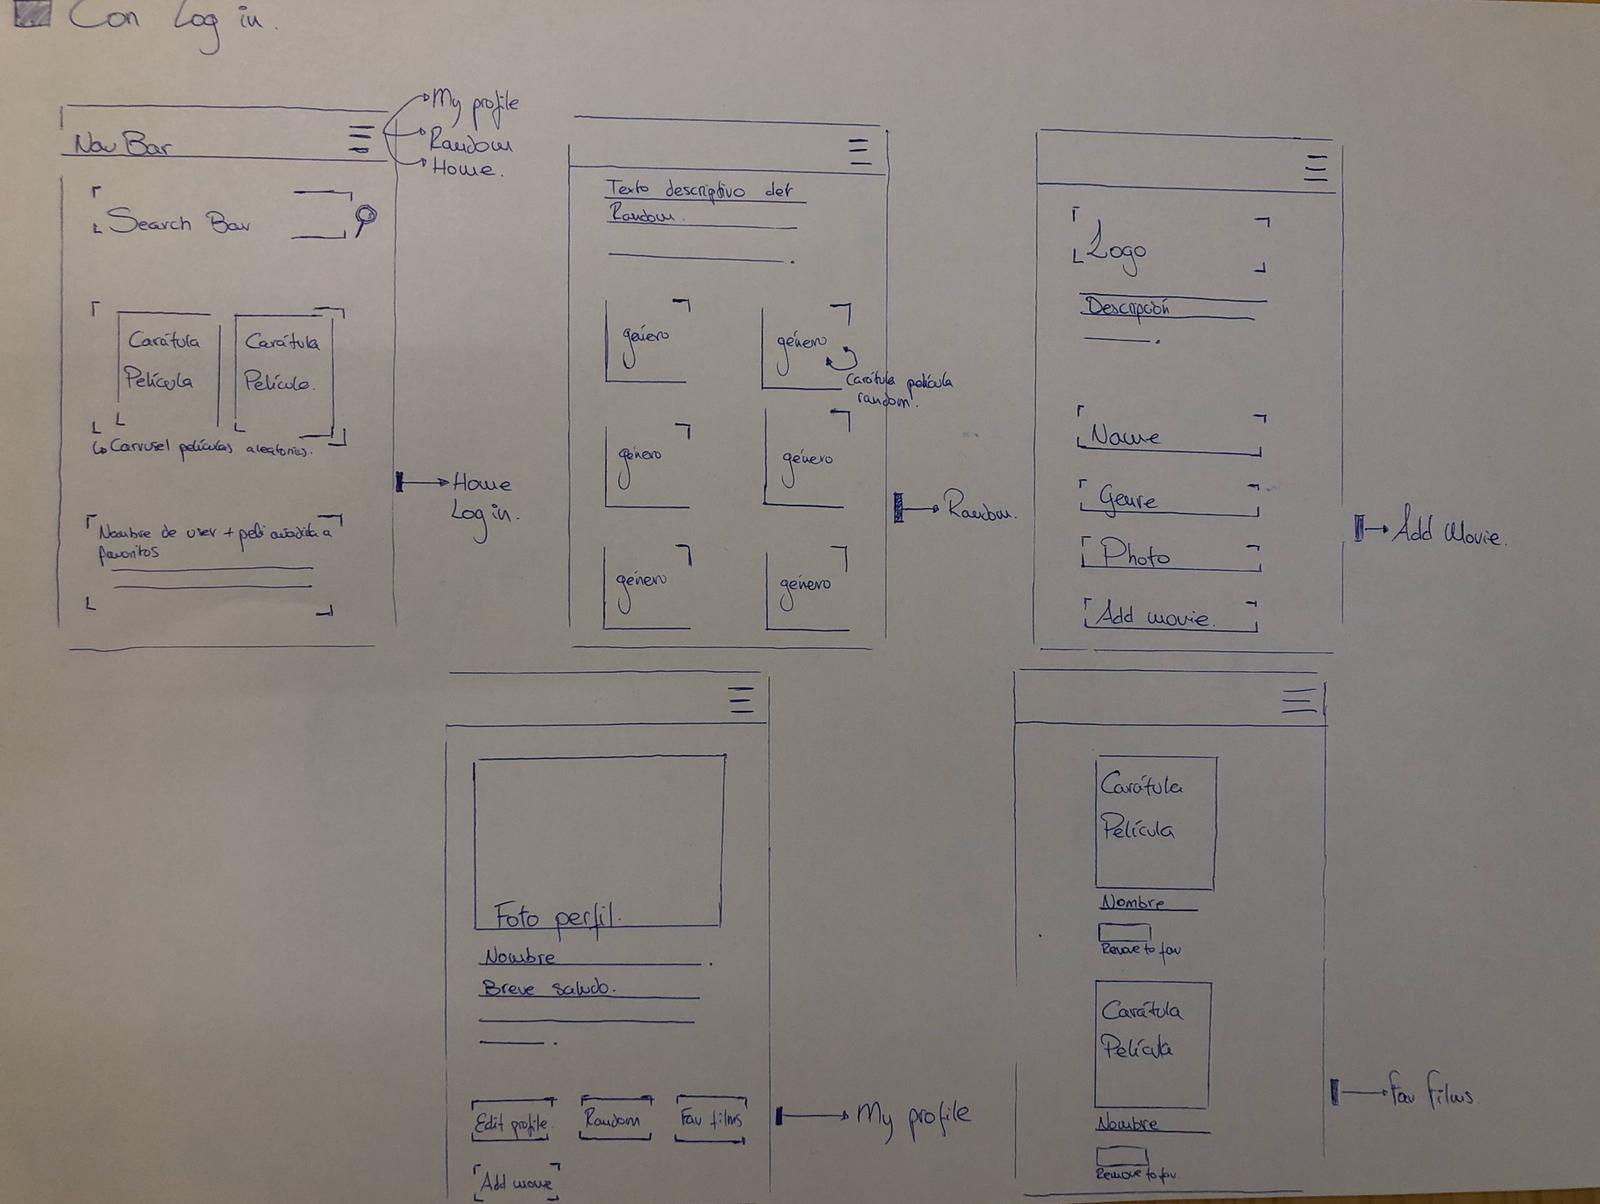 Con Log in.
My profile
Random
Home.
Nav Bar
Search Bar
Carátula
Película
Carátula
Película.
Carrusel películas aleatorias.
Nombre de user + peli añadida a
favoritos
Home
Log in.
Texto descriptivo del
Random.
género
género
Carátula película
random.
género
género
género
género
Random.
Logo
Descripción
Name
Genre
Photo
Add movie.
Add Movie.
Foto perfil.
Nombre
Breve saludo.
Edit profile.
Random
Fav films
Add movie
My profile
Carátula
Película
Nombre
Remove to fav
Carátula
Película
Nombre
Remove to fav
Fav Films.